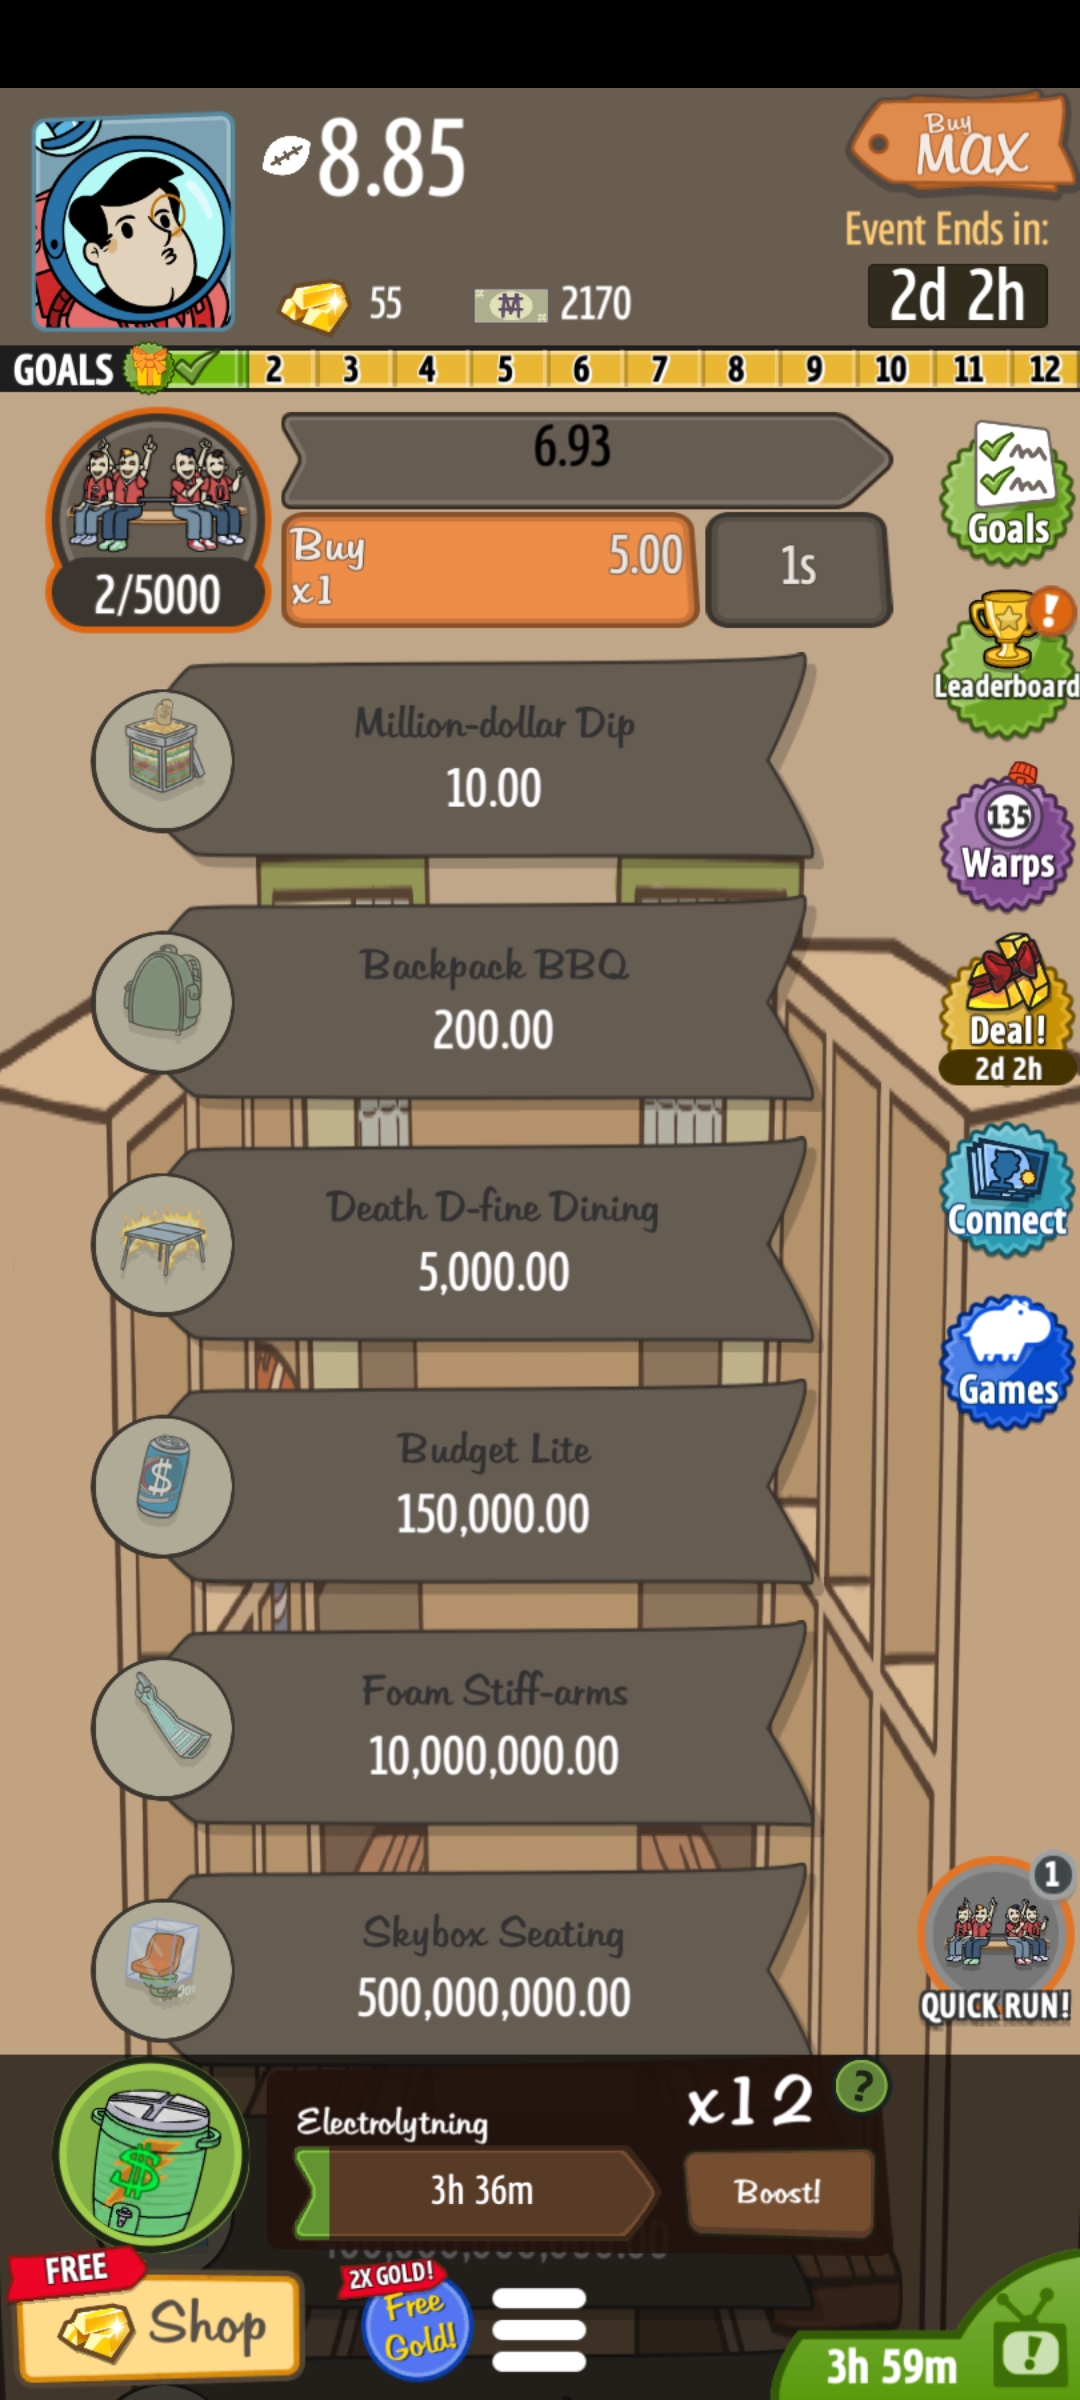 8.85
Buy
MAX
Event Ends in:
55
2170
2d 2h
GOALS 2 3 4 5 6 7 8 9 10 11 12
6.93
Buy
x1
5.00
1s
2/5000
Goals
Leaderboard
Million-dollar Dip
10.00
135
Warps
Backpack BBQ
200.00
Deal!
2d 2h
Death D-fine Dining
5,000.00
Connect
Games
Budget Lite
150,000.00
Foam Stiff-arms
10,000,000.00
1
QUICK RUN!
Skybox Seating
500,000,000.00
Electrolytning
x12
?
3h 36m
Boost!
FREE
Shop
2X GOLD!
Free
Gold!
3h 59m